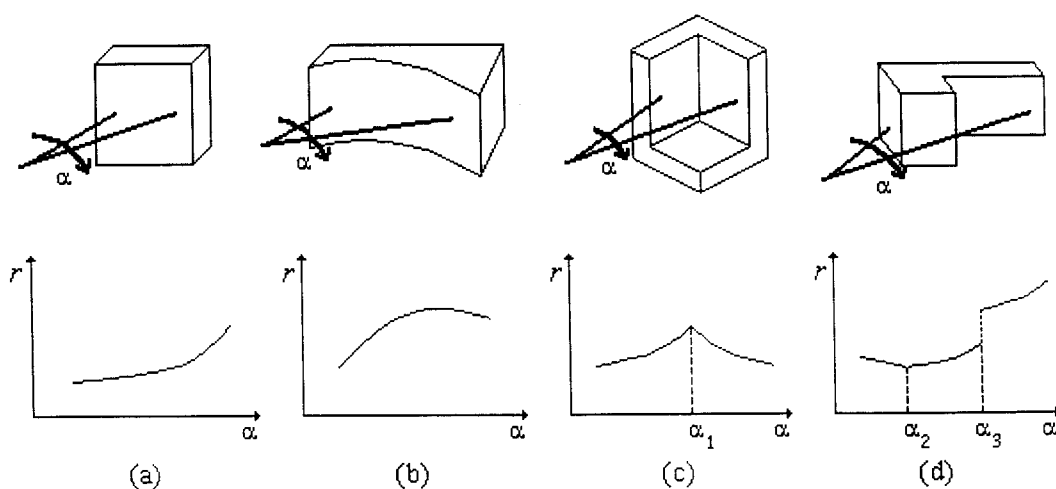 α α α α
r r r r
α α α₁ α α₂ α₃ α
(a) (b) (c) (d)